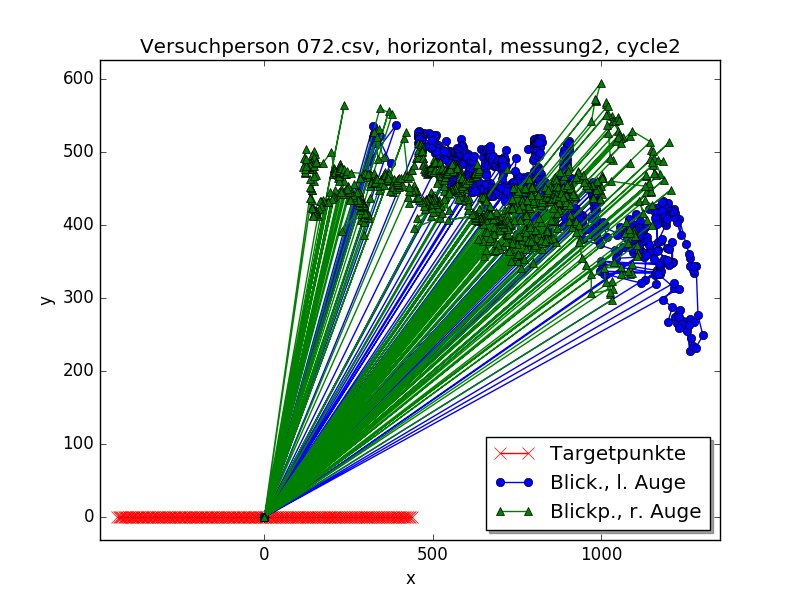 Versuchperson 072.csv, horizontal, messung2, cycle2
600
500
400
300
200
100
0
y
0
500
1000
x
Targetpunkte
Blick., l. Auge
Blickp., r. Auge